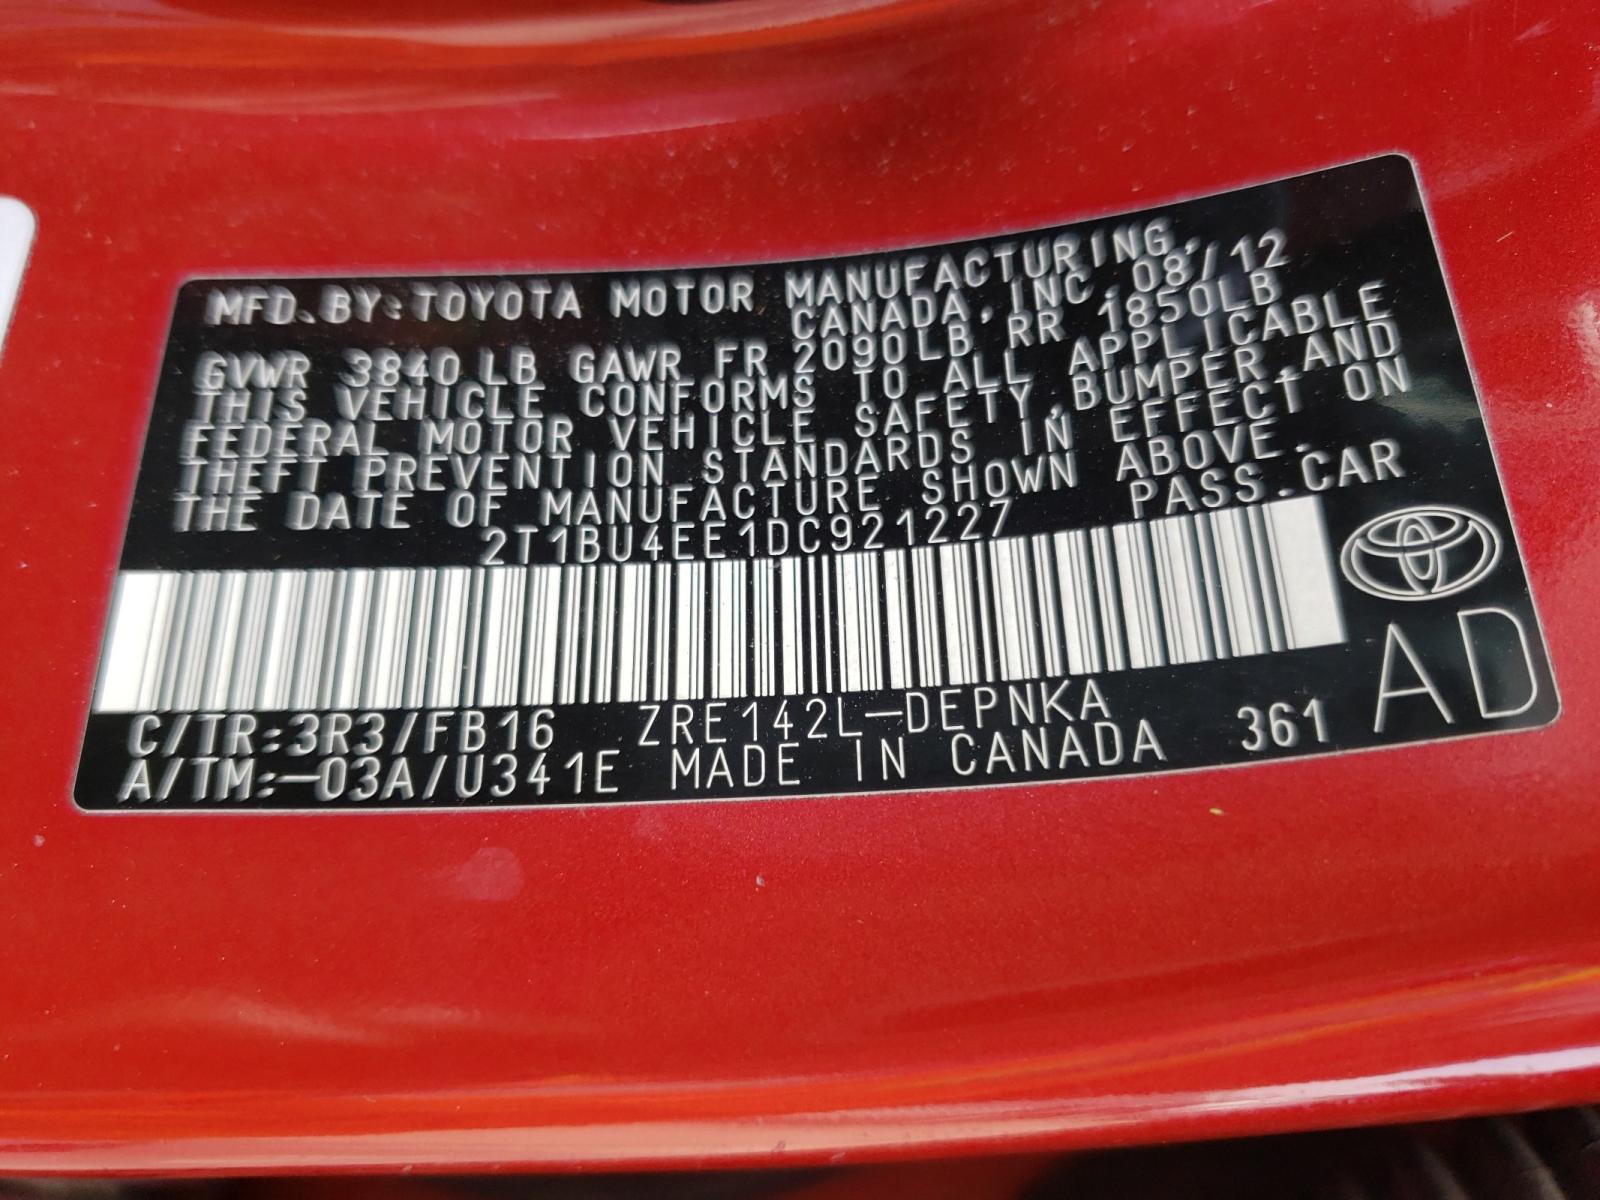 MFD.BY:TOYOTA MOTOR MANUFACTURING,
CANADA,INC.08/12
GVWR 3840LB GAWR FR 2090LB RR 1850LB
THIS VEHICLE CONFORMS TO ALL APPLICABLE
FEDERAL MOTOR VEHICLE SAFETY,BUMPER,AND
THEFT PREVENTION STANDARDS IN EFFECT ON
THE DATE OF MANUFACTURE SHOWN ABOVE.
2T1BU4EE1DC921227 PASS.CAR
C/TR:3R3/FB16 ZRE142L-DEPNKA
A/TM:-03A/U341E MADE IN CANADA 361
AD